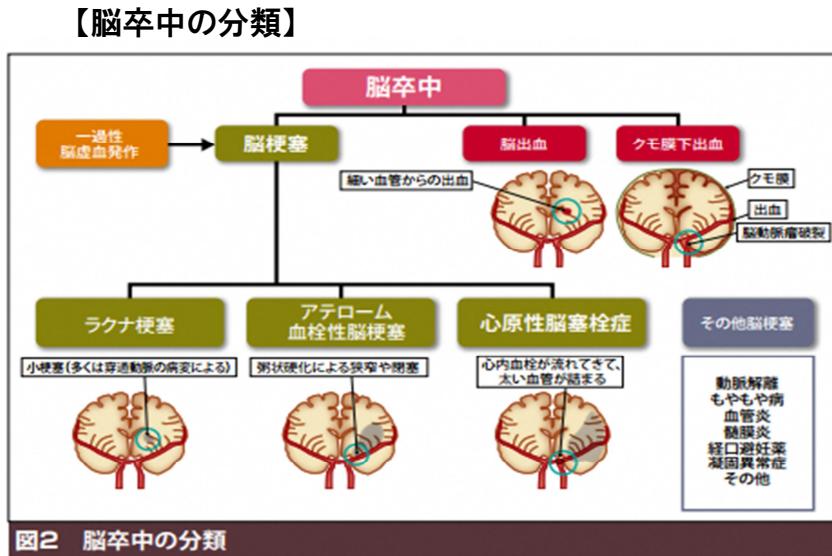 【脳卒中の分類】
脳卒中
一過性
脳虚血発作
脳梗塞
脳出血
クモ膜下出血
細い血管からの出血
クモ膜
出血
脳動脈瘤破裂
ラクナ梗塞
アテローム
血栓性脳梗塞
心原性脳塞栓症
その他脳梗塞
小梗塞(多くは穿通動脈の病変による)
粥状硬化による狭窄や閉塞
心内血栓が流れてきて、
太い血管が詰まる
動脈解離
もやもや病
血管炎
髄膜炎
経口避妊薬
凝固異常症
その他
図2 脳卒中の分類